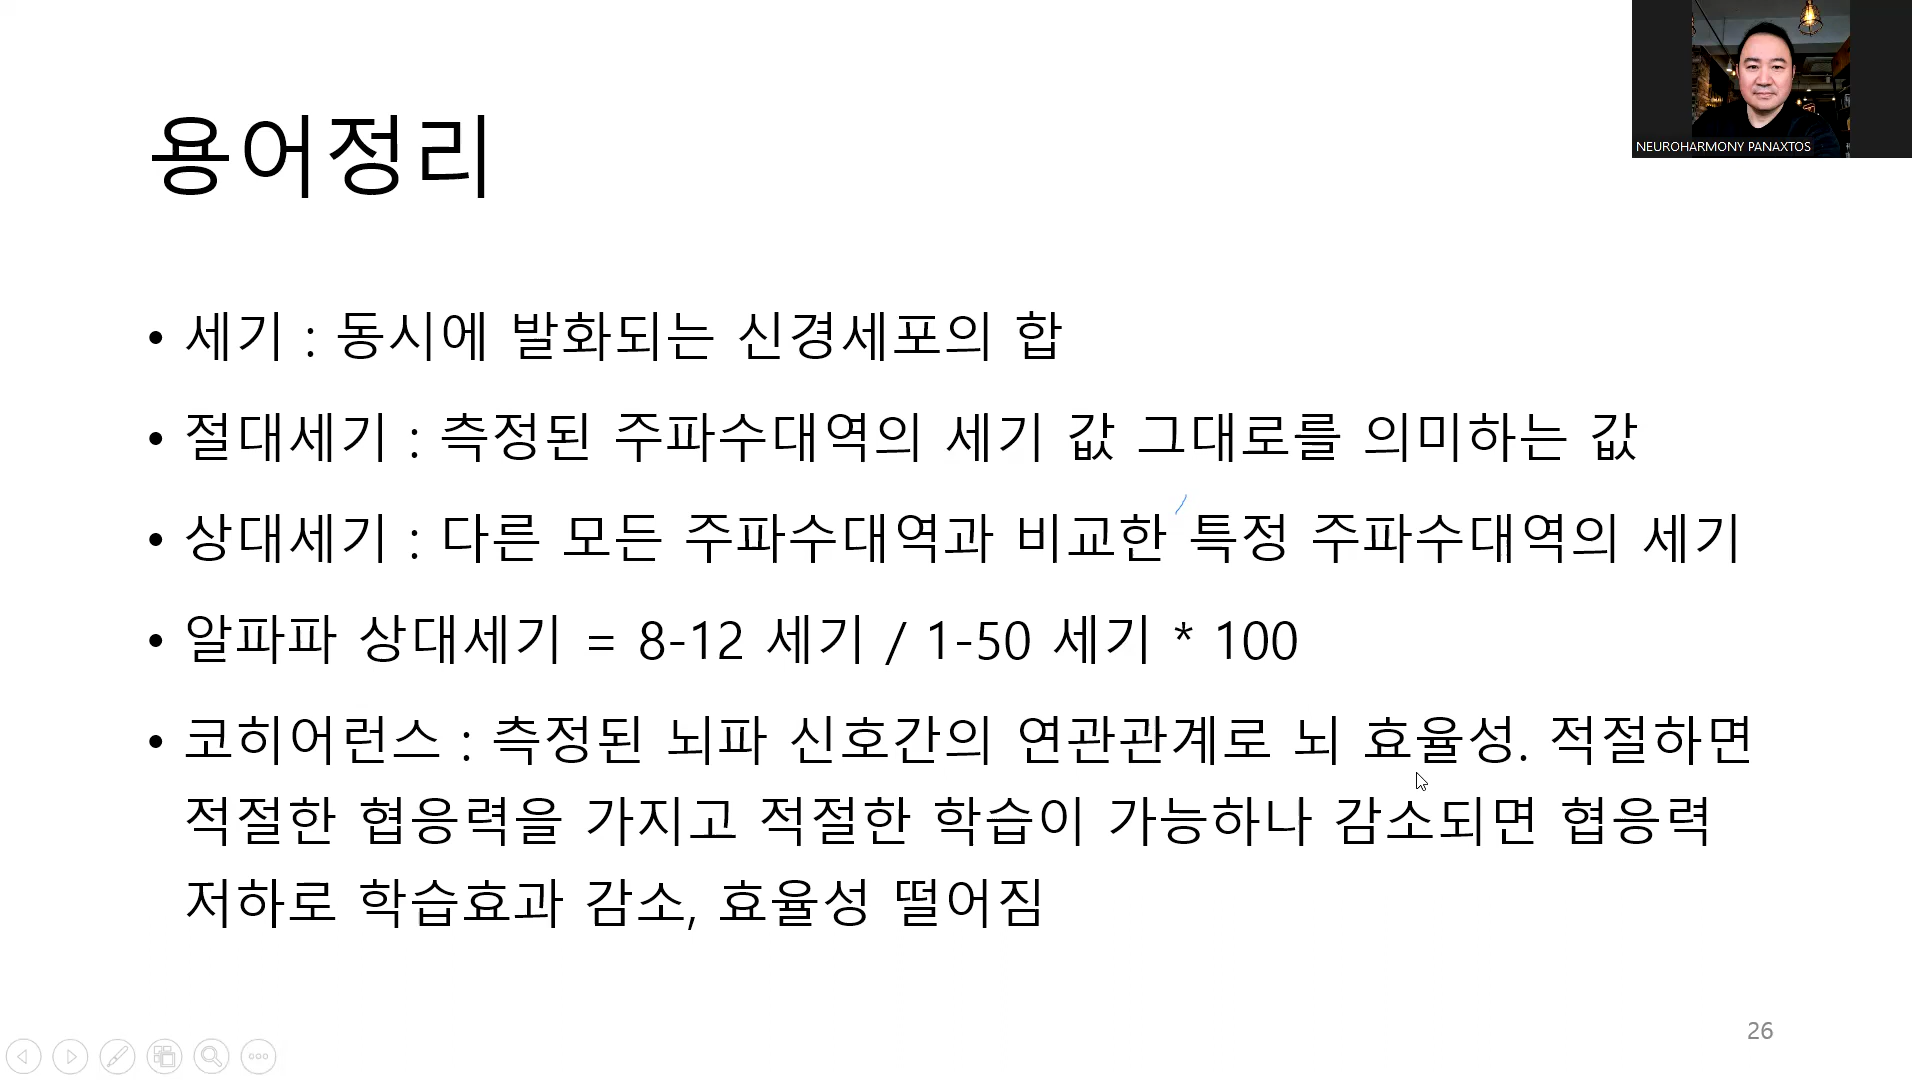 NEUROHARMONY PANAXTOS
용어정리
• 세기 : 동시에 발화되는 신경세포의 합
• 절대세기 : 측정된 주파수대역의 세기 값 그대로를 의미하는 값
• 상대세기 : 다른 모든 주파수대역과 비교한 특정 주파수대역의 세기
• 알파파 상대세기 = 8-12 세기 / 1-50 세기 * 100
• 코히어런스 : 측정된 뇌파 신호간의 연관관계로 뇌 효율성. 적절하면
적절한 협응력을 가지고 적절한 학습이 가능하나 감소되면 협응력
저하로 학습효과 감소, 효율성 떨어짐
26